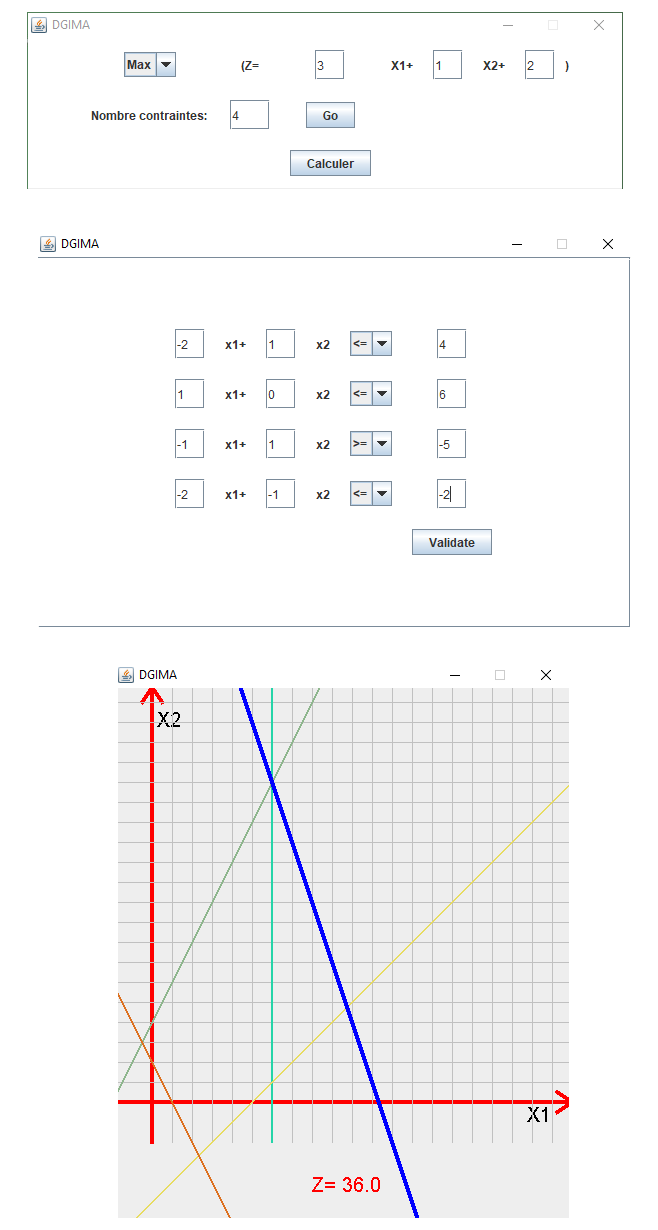 DGIMA
Max (Z= 3 X1+ 1 X2+ 2 )
Nombre contraintes: 4 Go
Calculer
DGIMA
-2 x1+ 1 x2 <= 4
1 x1+ 0 x2 <= 6
-1 x1+ 1 x2 >= -5
-2 x1+ -1 x2 <= -2
Validate
DGIMA
X2
X1
Z= 36.0